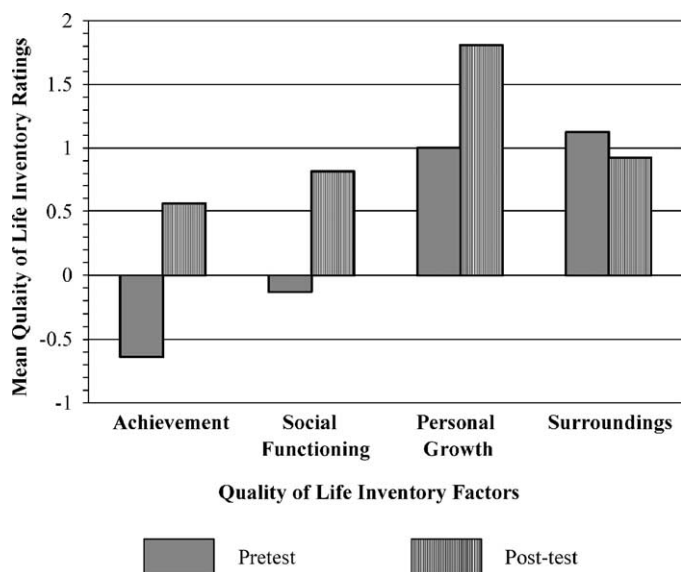 Mean Qulaity of Life Inventory Ratings
2
1.5
1
0.5
0
-0.5
-1
Achievement Social Personal Surroundings
Functioning Growth
Quality of Life Inventory Factors
Pretest Post-test